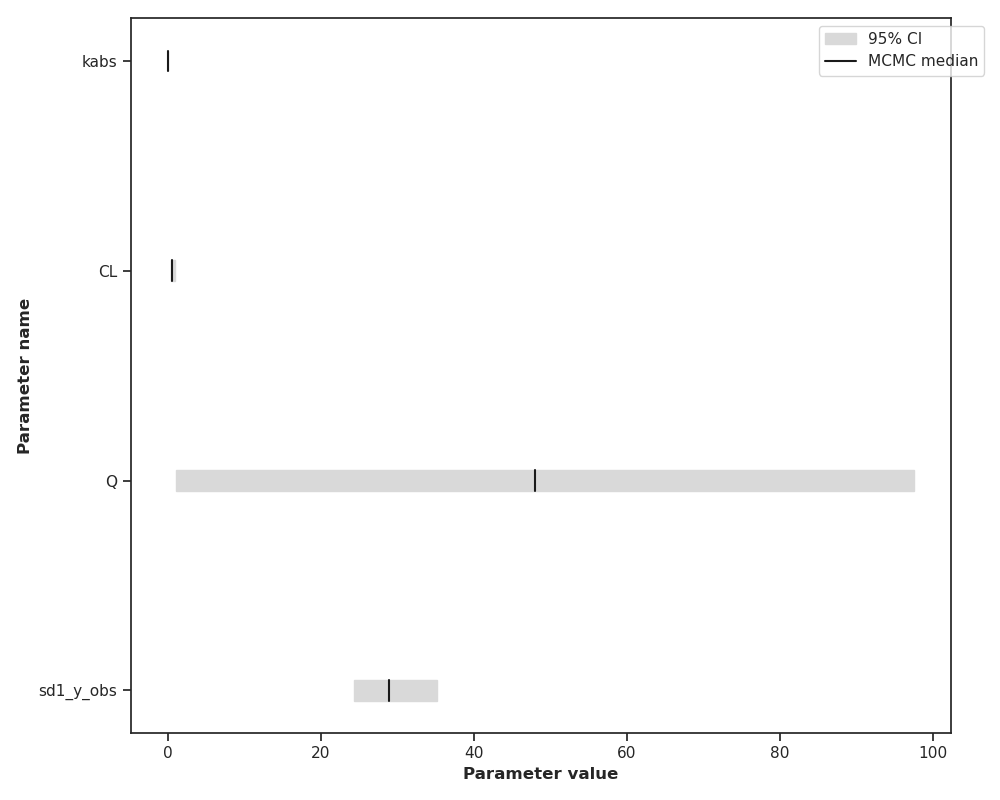 95% CI
MCMC median
kabs
CL
Q
sd1_y_obs
Parameter name
0 20 40 60 80 100
Parameter value